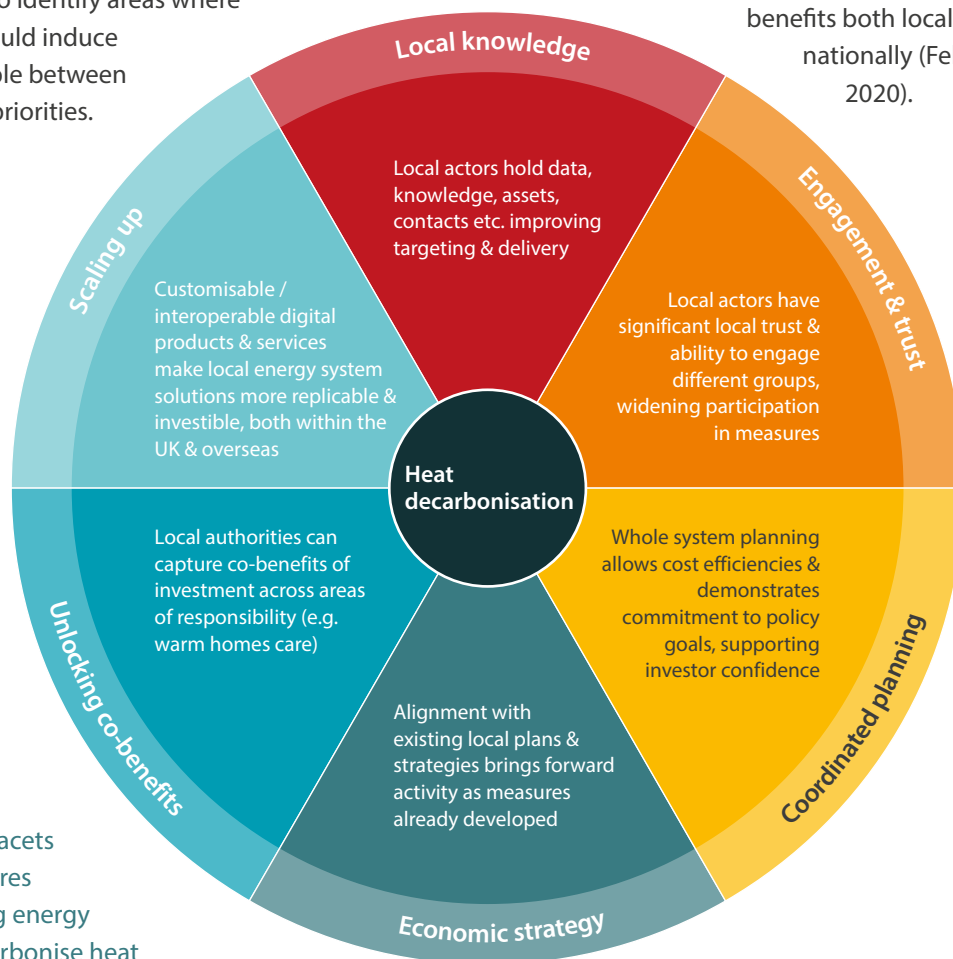 o identify areas where
ould induce
ole between
priorities.
benefits both local
nationally (Fel
2020).
Local knowledge
Local actors hold data,
knowledge, assets,
contacts etc. improving
targeting & delivery
Engagement & trust
Local actors have
significant local trust &
ability to engage
different groups,
widening participation
in measures
Coordinated planning
Whole system planning
allows cost efficiencies &
demonstrates
commitment to policy
goals, supporting
investor confidence
Economic strategy
Alignment with
existing local plans &
strategies brings forward
activity as measures
already developed
Unlocking co-benefits
Local authorities can
capture co-benefits of
investment across areas
of responsibility (e.g.
warm homes care)
Scaling up
Customisable /
interoperable digital
products & services
make local energy system
solutions more replicable &
investible, both within the
UK & overseas
Heat
decarbonisation
acets
res
g energy
arbonise heat